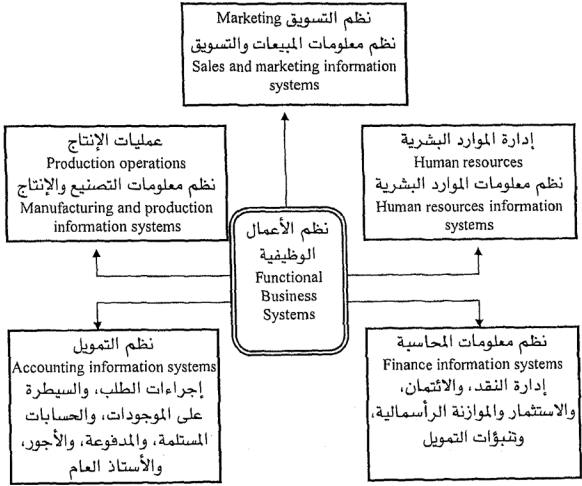 نظم التسويق Marketing
نظم معلومات المبيعات والتسويق
Sales and marketing information
systems
عمليات الإنتاج
Production operations
نظم معلومات التصنيع والإنتاج
Manufacturing and production
information systems
إدارة الموارد البشرية
Human resources
نظم معلومات الموارد البشرية
Human resources information
systems
نظم الأعمال
الوظيفية
Functional
Business
Systems
نظم التمويل
Accounting information systems
إجراءات الطلب، والسيطرة
على الموجودات، والحسابات
المستلمة، والمدفوعة، والأجور،
والأستاذ العام
نظم معلومات المحاسبة
Finance information systems
إدارة النقد، والائتمان،
والاستثمار والموازنة الرأسمالية،
وتنبؤات التمويل